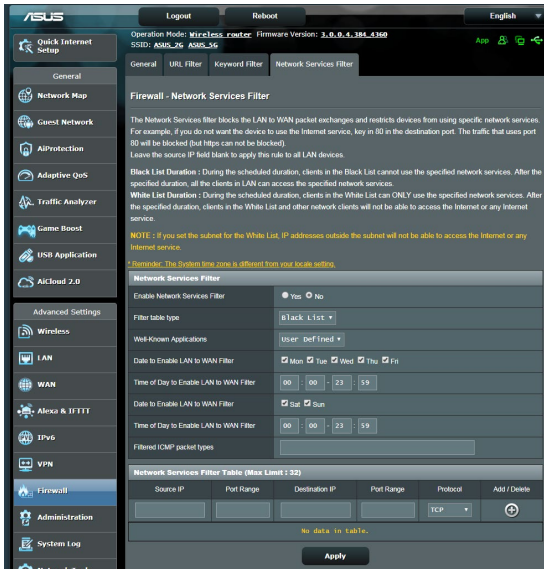 ASUS
Logout
Reboot
English
Operation Mode: Wireless router Firmware Version: 3.0.0.4.384_4360
SSID: ASUS_2G ASUS_5G
App
Quick Internet
Setup
General
Network Map
Guest Network
AiProtection
Adaptive QoS
Traffic Analyzer
Game Boost
USB Application
AiCloud 2.0
Advanced Settings
Wireless
LAN
WAN
Alexa & IFTTT
IPv6
VPN
Firewall
Administration
System Log
General URL Filter Keyword Filter Network Services Filter
Firewall - Network Services Filter
The Network Services filter blocks the LAN to WAN packet exchanges and restricts devices from using specific network services.
For example, if you do not want the device to use the Internet service, key in 80 in the destination port. The traffic that uses port
80 will be blocked (but https can not be blocked).
Leave the source IP field blank to apply this rule to all LAN devices.
Black List Duration : During the scheduled duration, clients in the Black List cannot use the specified network services. After the
specified duration, all the clients in LAN can access the specified network services.
White List Duration : During the scheduled duration, clients in the White List can ONLY use the specified network services. After
the specified duration, clients in the White List and other network clients will not be able to access the Internet or any Internet
service.
NOTE : If you set the subnet for the White List, IP addresses outside the subnet will not be able to access the Internet or any
Internet service.
* Reminder: The System time zone is different from your locale setting.
Network Services Filter
Enable Network Services Filter Yes No
Filter table type Black List
Well-Known Applications User Defined
Date to Enable LAN to WAN Filter Mon Tue Wed Thu Fri
Time of Day to Enable LAN to WAN Filter 00 : 00 - 23 : 59
Date to Enable LAN to WAN Filter Sat Sun
Time of Day to Enable LAN to WAN Filter 00 : 00 - 23 : 59
Filtered ICMP packet types
Network Services Filter Table (Max Limit : 32)
Source IP Port Range Destination IP Port Range Protocol Add / Delete
TCP
No data in table.
Apply